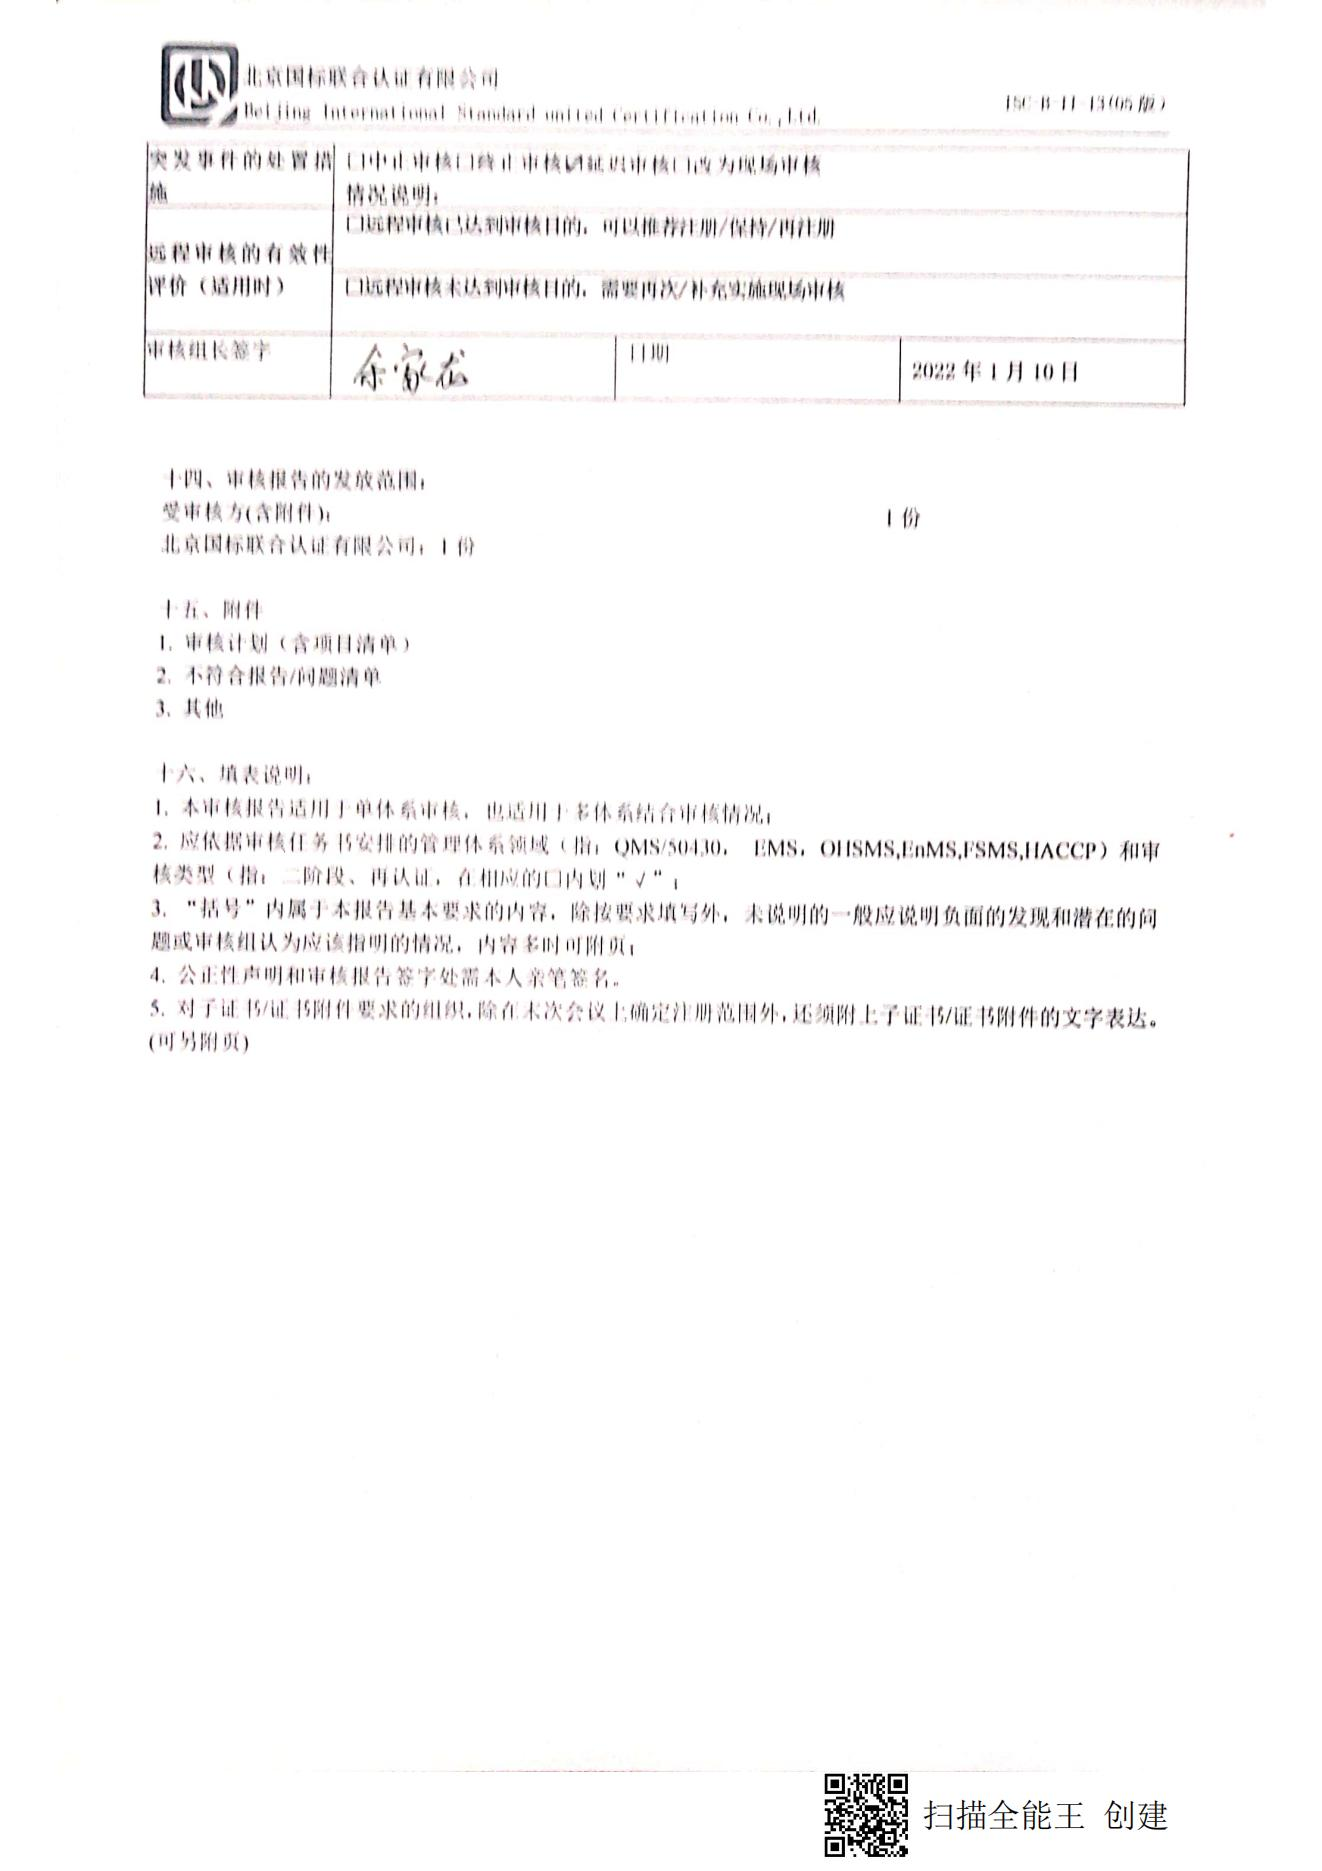 北京国标联合认证有限公司
Beijing International Standard united Certification Co.,Ltd.
ISC-B-II-13(05版)
突发事件的处置措
施
□中止审核□终止审核☑延迟审核□改为现场审核
情况说明:
远程审核的有效性
评价(适用时)
□远程审核已达到审核目的,可以推荐注册/保持/再注册
□远程审核未达到审核目的,需要再次/补充实施现场审核
审核组长签字
余家龙
日期
2022 年 1 月 10 日
十四、审核报告的发放范围:
受审核方(含附件): 1 份
北京国标联合认证有限公司:1 份
十五、附件
1. 审核计划(含项目清单)
2. 不符合报告/问题清单
3. 其他
十六、填表说明:
1. 本审核报告适用于单体系审核,也适用于多体系结合审核情况;
2. 应依据审核任务书安排的管理体系领域(指:QMS/50430, EMS,OHSMS,EnMS,FSMS,HACCP)和审
核类型(指:二阶段、再认证,在相应的□内划“√”;
3. “括号”内属于本报告基本要求的内容,除按要求填写外,未说明的一般应说明负面的发现和潜在的问
题或审核组认为应该指明的情况,内容多时可附页;
4. 公正性声明和审核报告签字处需本人亲笔签名。
5. 对子证书/证书附件要求的组织,除在末次会议上确定注册范围外,还须附上子证书/证书附件的文字表达。
(可另附页)
扫描全能王 创建